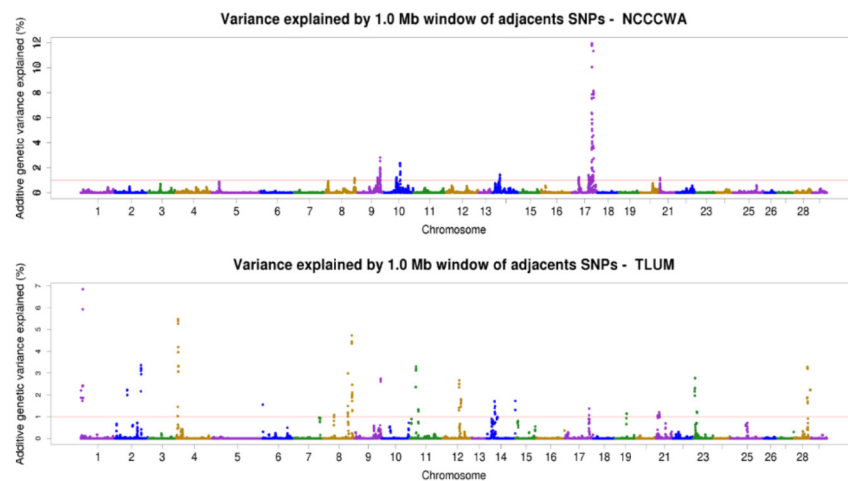 Variance explained by 1.0 Mb window of adjacents SNPs - NCCCWA
Additive genetic variance explained (%)
12
10
8
6
4
2
0
1 2 3 4 5 6 7 8 9 10 11 12 13 14 15 16 17 18 19 21 23 25 26 28
Chromosome
Variance explained by 1.0 Mb window of adjacents SNPs - TLUM
Additive genetic variance explained (%)
7
6
5
4
3
2
1
0
1 2 3 4 5 6 7 8 9 10 11 12 13 14 15 16 17 18 19 21 23 25 26 28
Chromosome